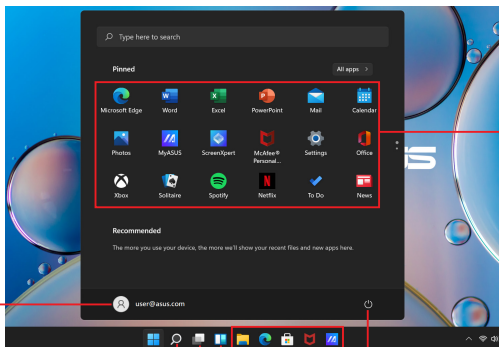 Type here to search
Pinned
All apps >
Microsoft Edge Word Excel PowerPoint Mail Calendar
Photos MyASUS ScreenXpert McAfee® Personal... Settings Office
Xbox Solitaire Spotify Netflix To Do News
Recommended
The more you use your device, the more we'll show your recent files and new apps here.
user@asus.com